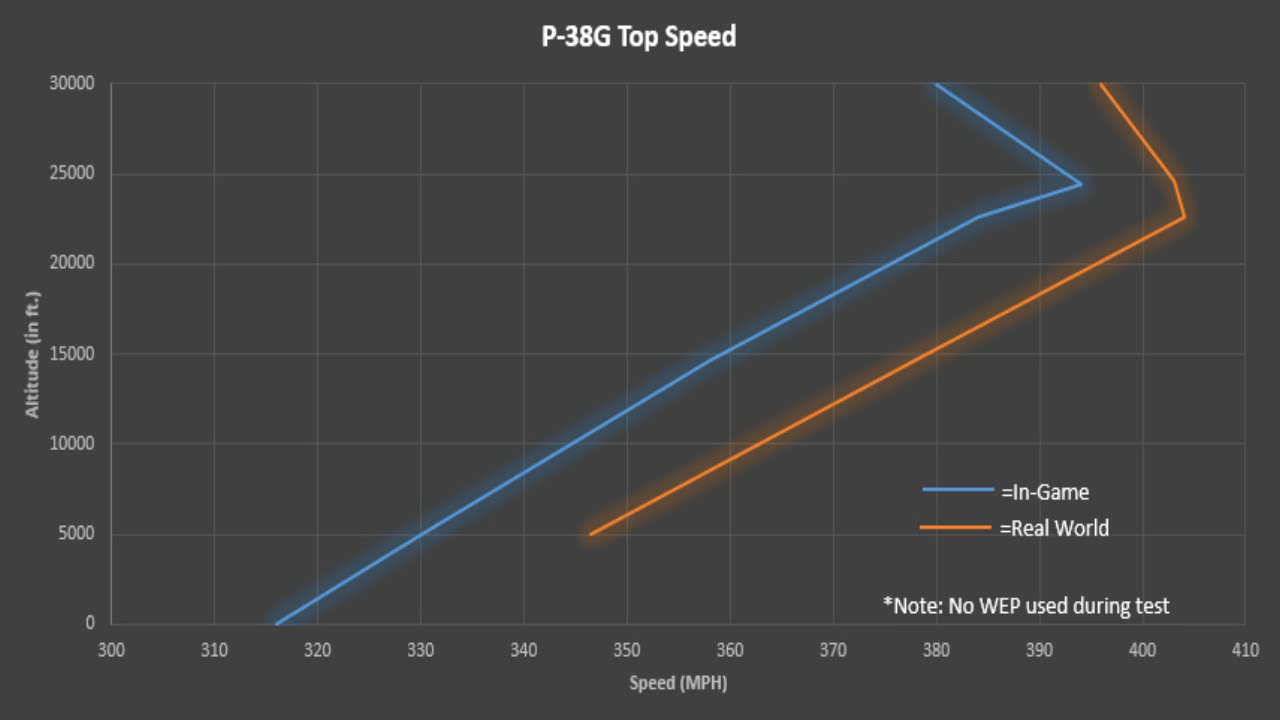 P-38G Top Speed
30000
25000
20000
15000
10000
5000
0
Altitude (in ft.)
300 310 320 330 340 350 360 370 380 390 400 410
Speed (MPH)
=In-Game
=Real World
*Note: No WEP used during test